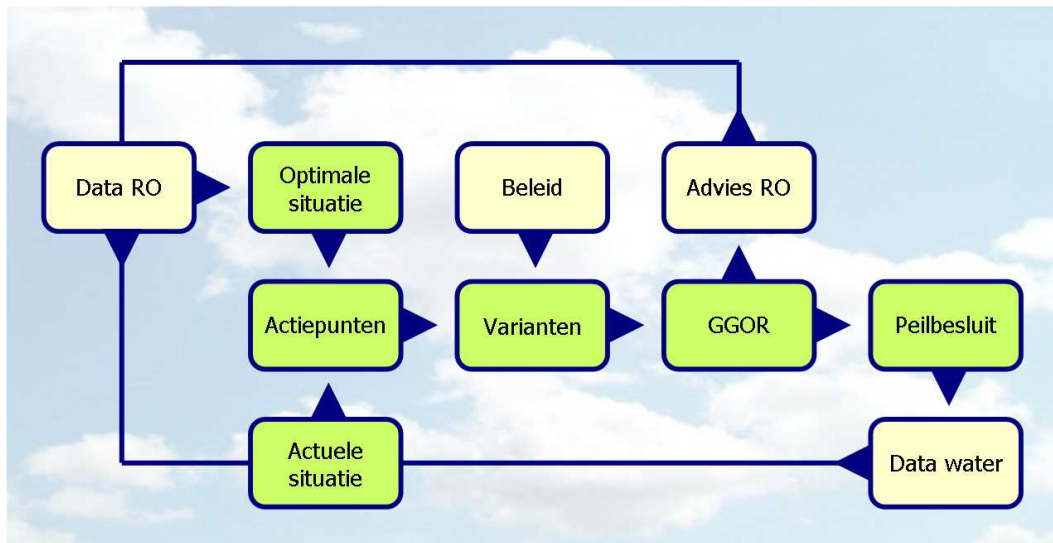 Data RO
Optimale
situatie
Beleid
Advies RO
Actiepunten
Varianten
GGOR
Peilbesluit
Actuele
situatie
Data water